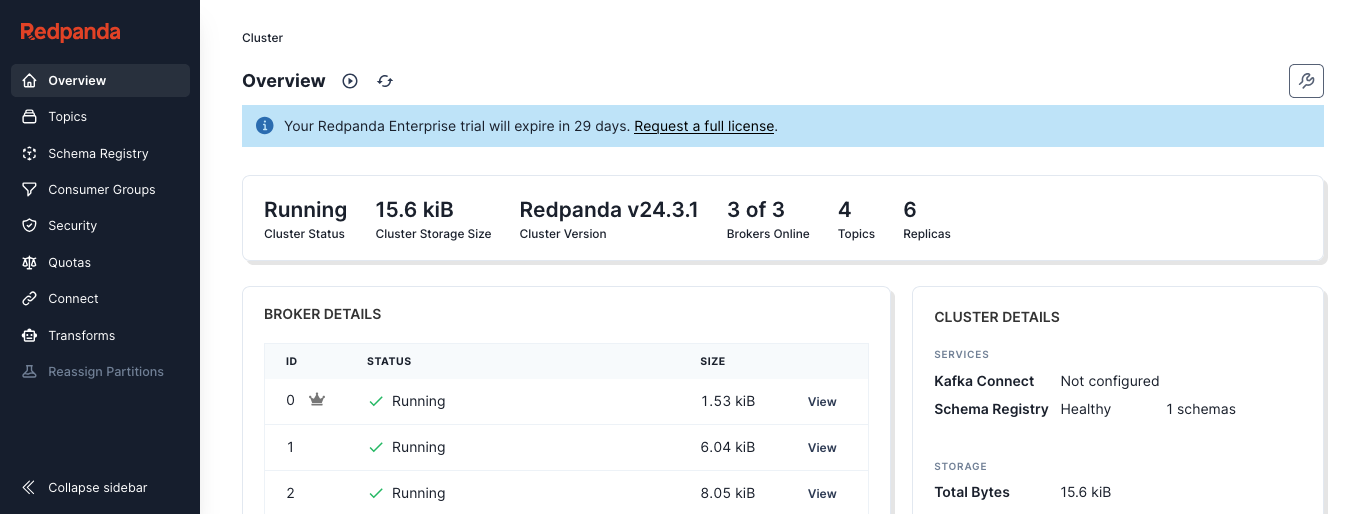 Redpanda
Overview
Topics
Schema Registry
Consumer Groups
Security
Quotas
Connect
Transforms
Reassign Partitions
Collapse sidebar
Cluster
Overview
Your Redpanda Enterprise trial will expire in 29 days. Request a full license.
Running 15.6 kiB Redpanda v24.3.1 3 of 3 4 6
Cluster Status Cluster Storage Size Cluster Version Brokers Online Topics Replicas
BROKER DETAILS
ID STATUS SIZE
0 Running 1.53 kiB View
1 Running 6.04 kiB View
2 Running 8.05 kiB View
CLUSTER DETAILS
SERVICES
Kafka Connect Not configured
Schema Registry Healthy 1 schemas
STORAGE
Total Bytes 15.6 kiB